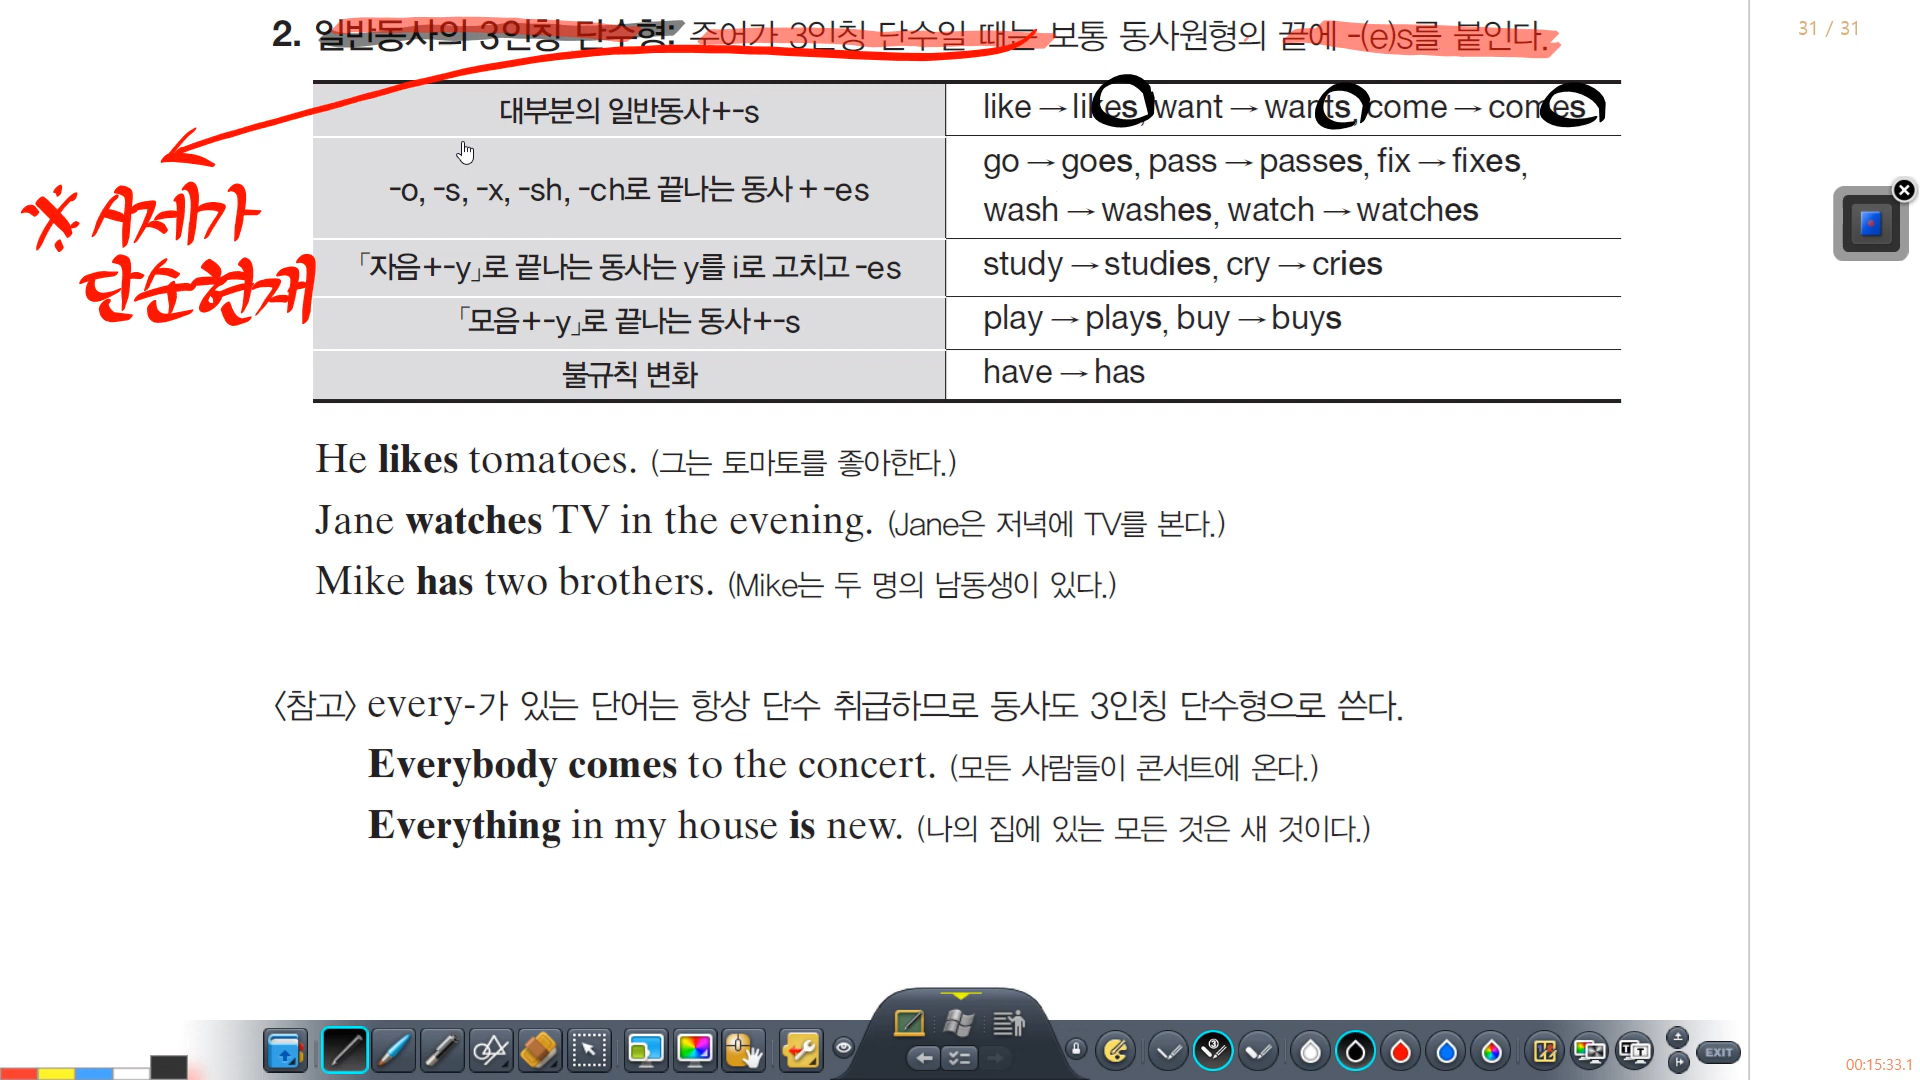 31 / 31
2. 일반동사의 3인칭 단수형: 주어가 3인칭 단수일 때는 보통 동사원형의 끝에 -(e)s를 붙인다.
대부분의 일반동사+-s
like → likes, want → wants, come → comes
-o, -s, -x, -sh, -ch로 끝나는 동사 + -es
go → goes, pass → passes, fix → fixes,
wash → washes, watch → watches
「자음+-y」로 끝나는 동사는 y를 i로 고치고 -es
study → studies, cry → cries
「모음+-y」로 끝나는 동사+-s
play → plays, buy → buys
불규칙 변화
have → has
※ 시제가
단순현재
He likes tomatoes. (그는 토마토를 좋아한다.)
Jane watches TV in the evening. (Jane은 저녁에 TV를 본다.)
Mike has two brothers. (Mike는 두 명의 남동생이 있다.)
〈참고〉 every-가 있는 단어는 항상 단수 취급하므로 동사도 3인칭 단수형으로 쓴다.
Everybody comes to the concert. (모든 사람들이 콘서트에 온다.)
Everything in my house is new. (나의 집에 있는 모든 것은 새 것이다.)
EXIT
00:15:33.1